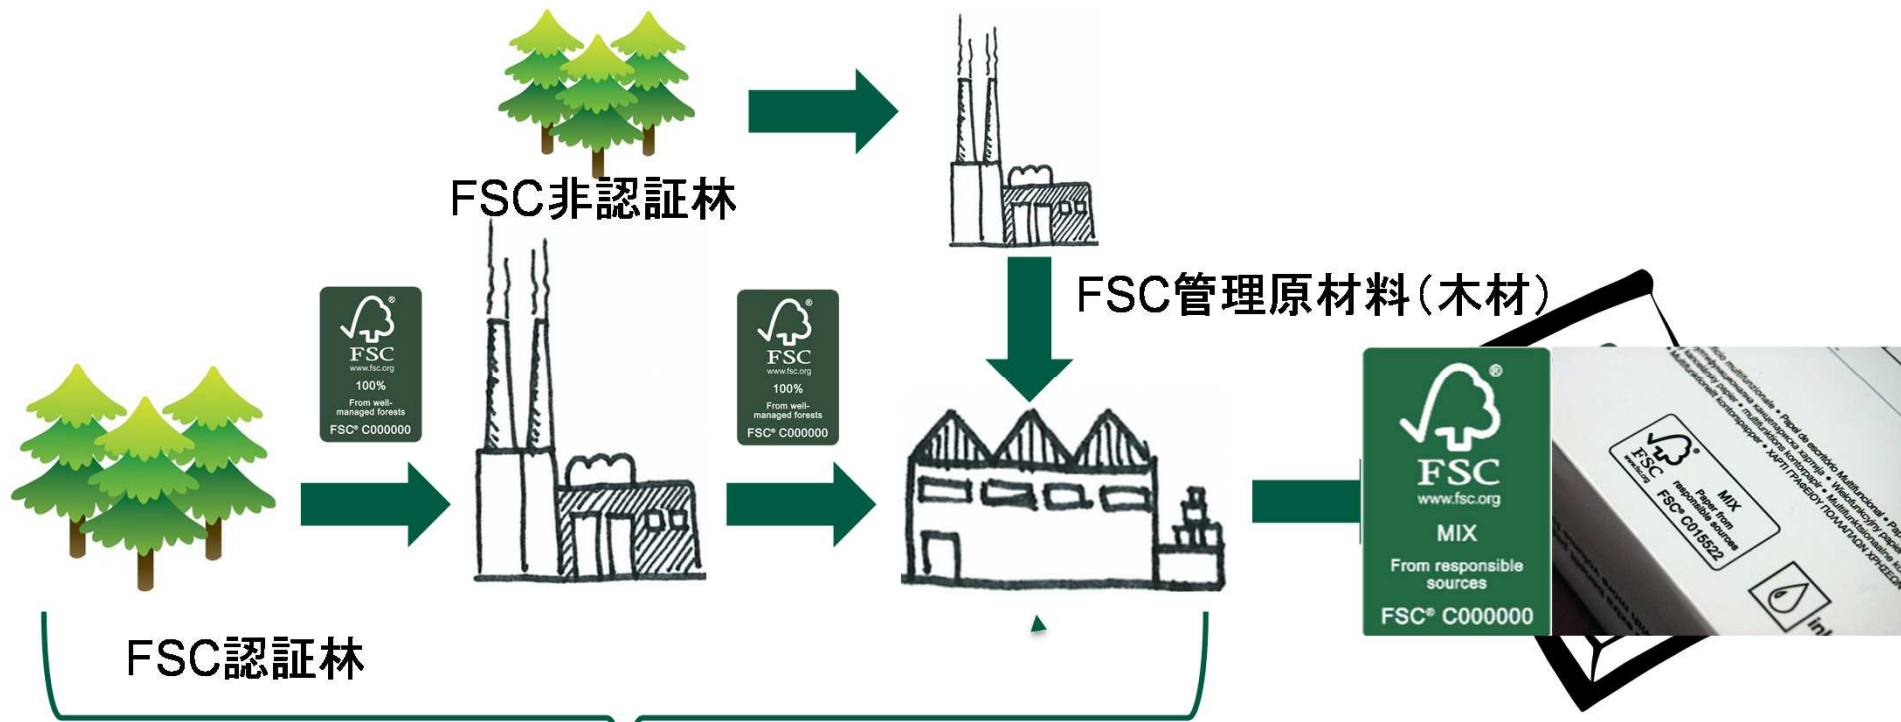 FSC非認証林
FSC管理原材料(木材)
®
FSC
www.fsc.org
100%
From well-
managed forests
FSC® C000000
®
FSC
www.fsc.org
100%
From well-
managed forests
FSC® C000000
®
FSC
www.fsc.org
MIX
From responsible
sources
FSC® C000000
FSC
www.fsc.org
MIX
Paper from
responsible sources
FSC® C015522
FSC認証林